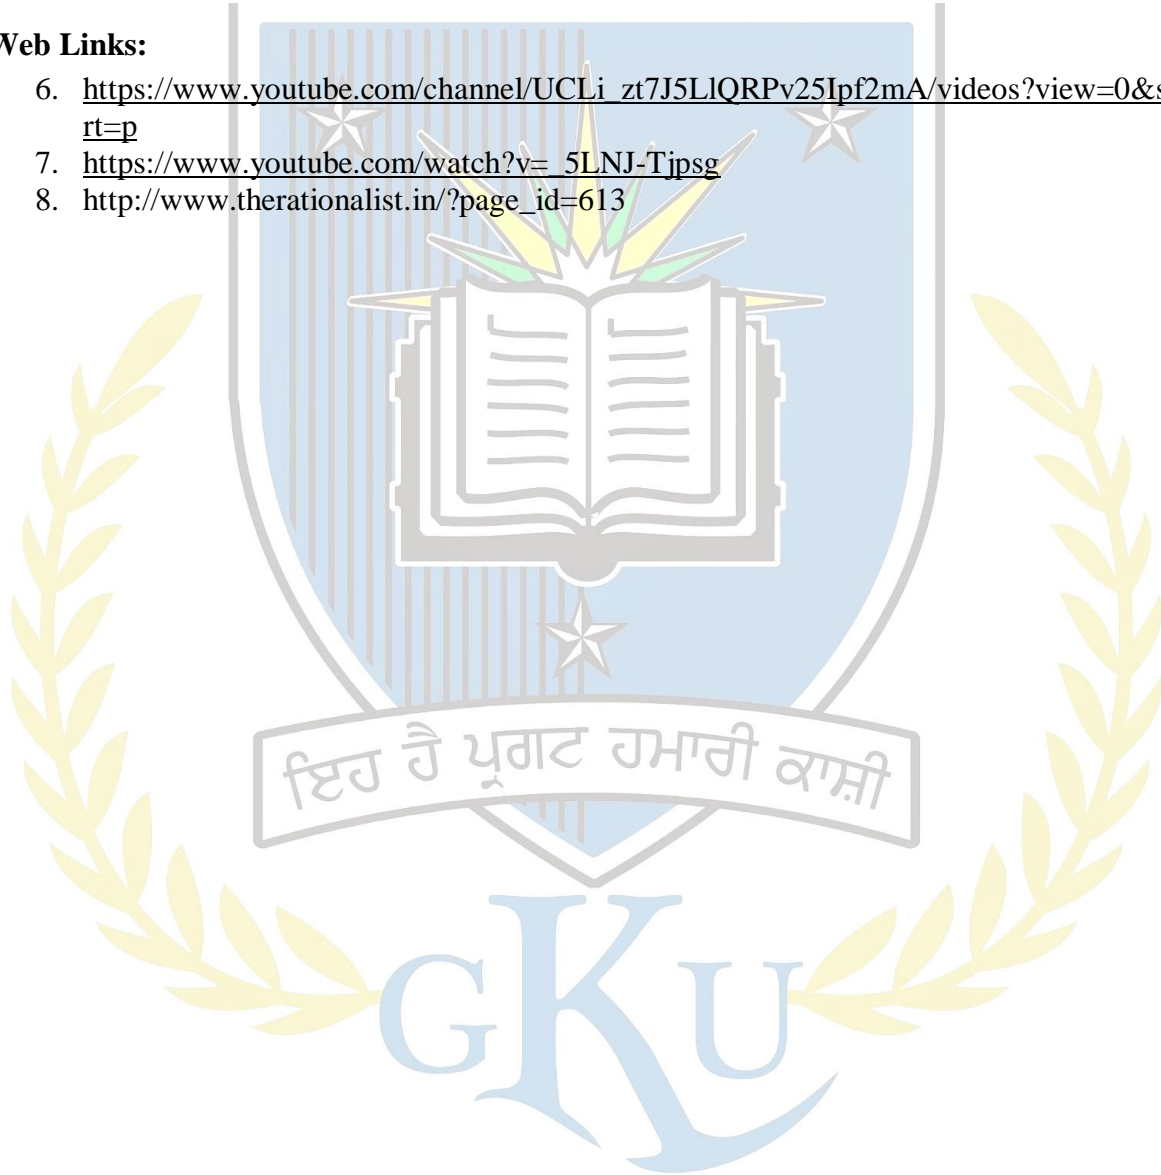 Web Links:
6. https://www.youtube.com/channel/UCLi_zt7J5LlQRPv25Ipf2mA/videos?view=0&s
rt=p
7. https://www.youtube.com/watch?v=_5LNJ-Tjpsg
8. http://www.therationalist.in/?page_id=613
ਇਹ ਹੈ ਪ੍ਰਗਟ ਹਮਾਰੀ ਕਾਸ਼ੀ
GKU